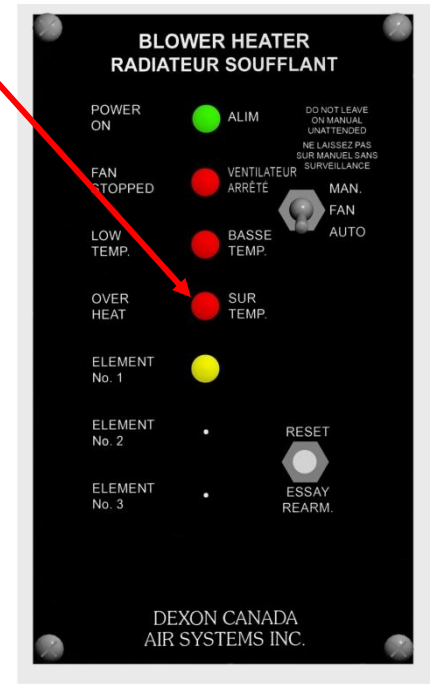 BLOWER HEATER
RADIATEUR SOUFFLANT
POWER
ON
ALIM
DO NOT LEAVE
ON MANUAL
UNATTENDED
NE LAISSEZ PAS
SUR MANUEL SANS
SURVEILLANCE
FAN
STOPPED
VENTILATEUR
ARRÊTÉ
MAN.
FAN
AUTO
LOW
TEMP.
BASSE
TEMP.
OVER
HEAT
SUR
TEMP.
ELEMENT
No. 1
ELEMENT
No. 2
RESET
ELEMENT
No. 3
ESSAY
REARM.
DEXON CANADA
AIR SYSTEMS INC.